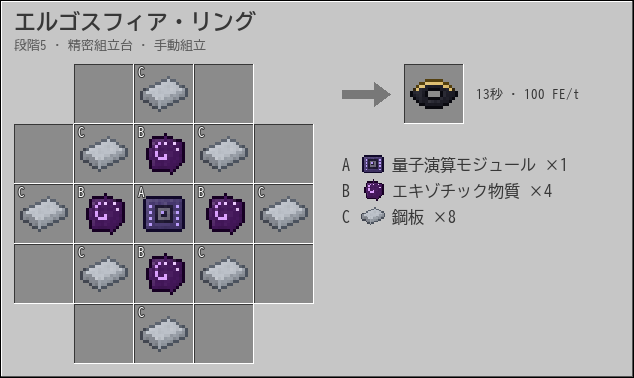 エルゴスフィア・リング
段階5 · 精密組立台 · 手動組立
C
C B C
C B A B C
C B C
C
13秒 · 100 FE/t
A 量子演算モジュール ×1
B エキゾチック物質 ×4
C 鋼板 ×8